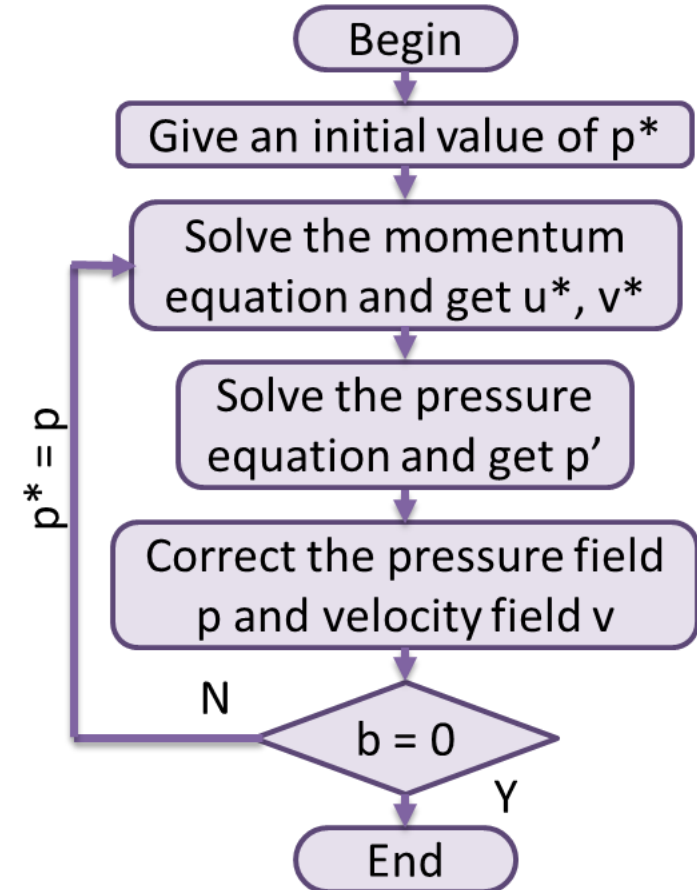 Begin
Give an initial value of p*
Solve the momentum
equation and get u*, v*
Solve the pressure
equation and get p’
p* = p
Correct the pressure field
p and velocity field v
N
b = 0
Y
End